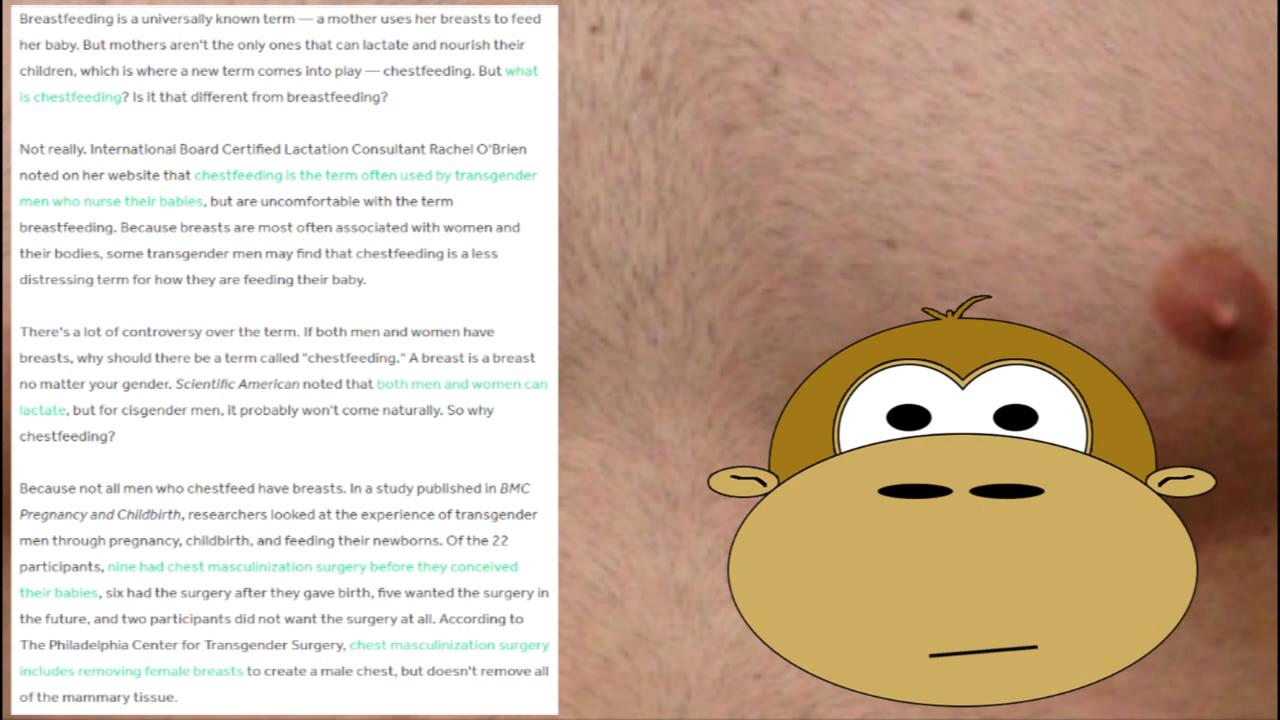 Breastfeeding is a universally known term — a mother uses her breasts to feed
her baby. But mothers aren't the only ones that can lactate and nourish their
children, which is where a new term comes into play — chestfeeding. But what
is chestfeeding? Is it that different from breastfeeding?
Not really. International Board Certified Lactation Consultant Rachel O'Brien
noted on her website that chestfeeding is the term often used by transgender
men who nurse their babies, but are uncomfortable with the term
breastfeeding. Because breasts are most often associated with women and
their bodies, some transgender men may find that chestfeeding is a less
distressing term for how they are feeding their baby.
There's a lot of controversy over the term. If both men and women have
breasts, why should there be a term called "chestfeeding." A breast is a breast
no matter your gender. Scientific American noted that both men and women can
lactate, but for cisgender men, it probably won't come naturally. So why
chestfeeding?
Because not all men who chestfeed have breasts. In a study published in BMC
Pregnancy and Childbirth, researchers looked at the experience of transgender
men through pregnancy, childbirth, and feeding their newborns. Of the 22
participants, nine had chest masculinization surgery before they conceived
their babies, six had the surgery after they gave birth, five wanted the surgery in
the future, and two participants did not want the surgery at all. According to
The Philadelphia Center for Transgender Surgery, chest masculinization surgery
includes removing female breasts to create a male chest, but doesn't remove all
of the mammary tissue.